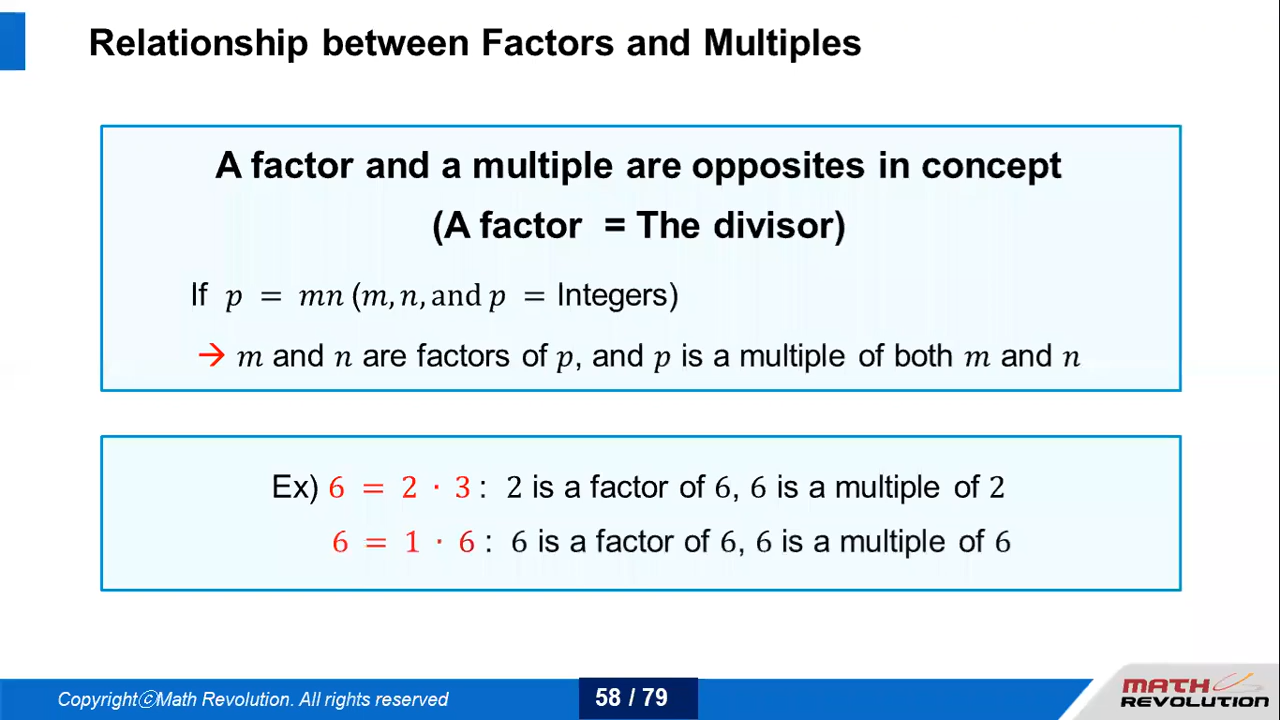 Relationship between Factors and Multiples
A factor and a multiple are opposites in concept
(A factor = The divisor)
If p = mn (m, n, and p = Integers)
→ m and n are factors of p, and p is a multiple of both m and n
Ex) 6 = 2 · 3 : 2 is a factor of 6, 6 is a multiple of 2
6 = 1 · 6 : 6 is a factor of 6, 6 is a multiple of 6
CopyrightⓒMath Revolution. All rights reserved
58 / 79
MATH
REVOLUTION